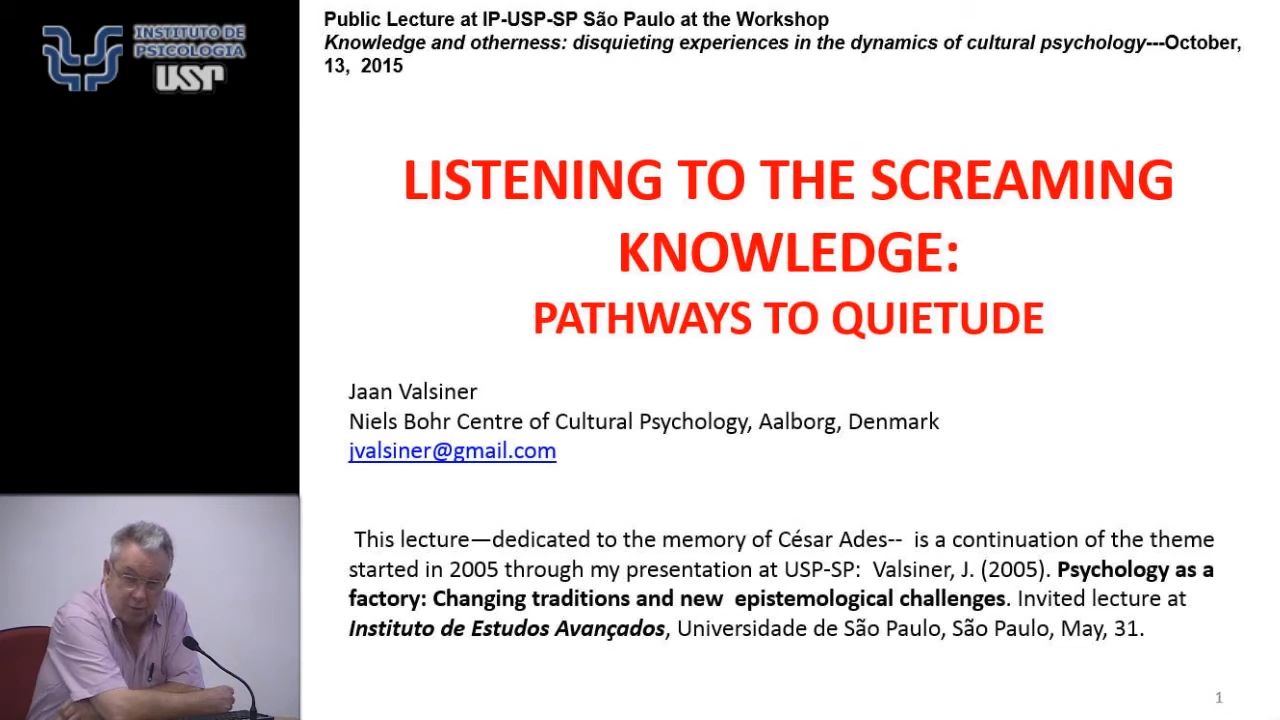 INSTITUTO DE
PSICOLOGIA
USP
Public Lecture at IP-USP-SP São Paulo at the Workshop
Knowledge and otherness: disquieting experiences in the dynamics of cultural psychology---October,
13, 2015
LISTENING TO THE SCREAMING
KNOWLEDGE:
PATHWAYS TO QUIETUDE
Jaan Valsiner
Niels Bohr Centre of Cultural Psychology, Aalborg, Denmark
jvalsiner@gmail.com
This lecture—dedicated to the memory of César Ades-- is a continuation of the theme
started in 2005 through my presentation at USP-SP: Valsiner, J. (2005). Psychology as a
factory: Changing traditions and new epistemological challenges. Invited lecture at
Instituto de Estudos Avançados, Universidade de São Paulo, São Paulo, May, 31.
1